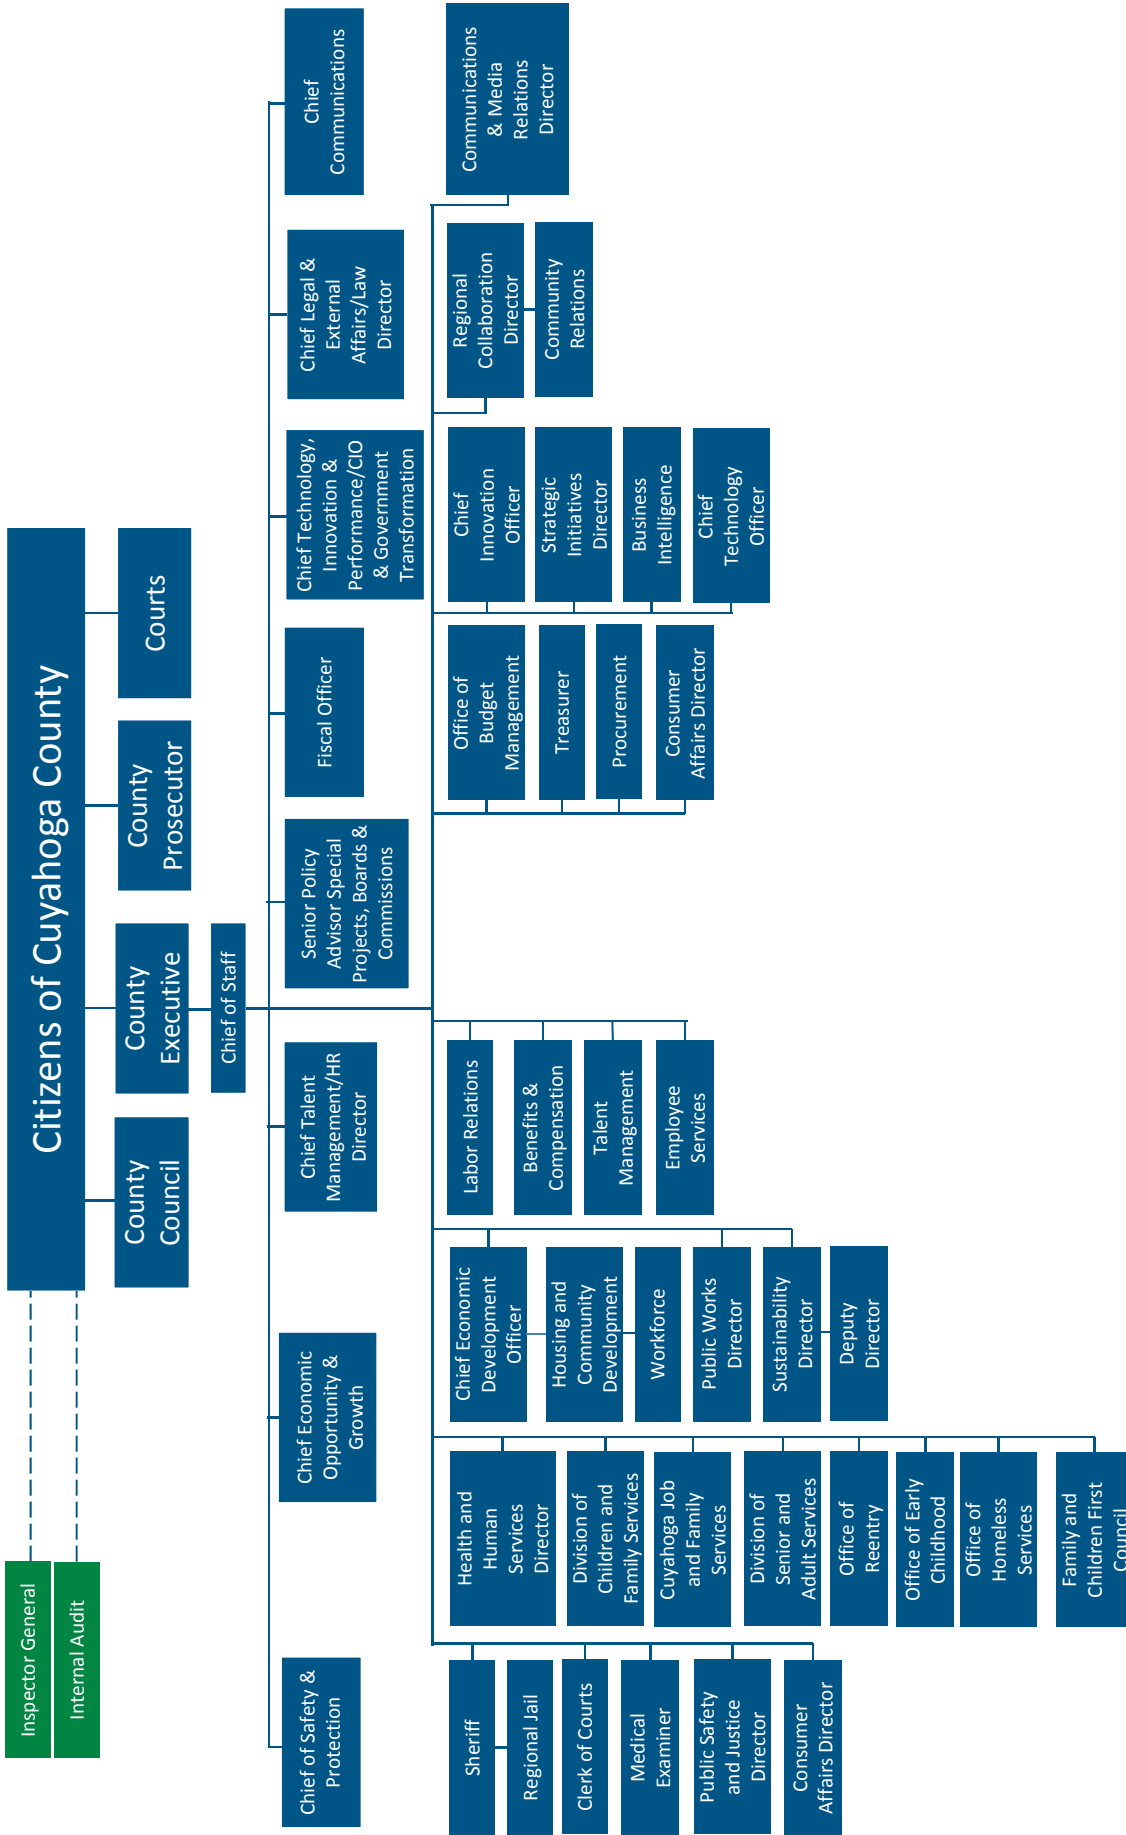 Citizens of Cuyahoga County
Inspector General
Internal Audit
County
Council
County
Executive
County
Prosecutor
Courts
Chief of Staff
Chief of Safety &
Protection
Chief Economic
Opportunity &
Growth
Chief Talent
Management/HR
Director
Senior Policy
Advisor Special
Projects, Boards &
Commissions
Fiscal Officer
Chief Technology,
Innovation &
Performance/CIO
& Government
Transformation
Chief Legal &
External
Affairs/Law
Director
Chief
Communications
Sheriff
Regional Jail
Clerk of Courts
Medical
Examiner
Public Safety
and Justice
Director
Consumer
Affairs Director
Health and
Human
Services
Director
Division of
Children and
Family Services
Cuyahoga Job
and Family
Services
Division of
Senior and
Adult Services
Office of
Reentry
Office of Early
Childhood
Office of
Homeless
Services
Family and
Children First
Council
Chief Economic
Development
Officer
Housing and
Community
Development
Workforce
Public Works
Director
Sustainability
Director
Deputy
Director
Labor Relations
Benefits &
Compensation
Talent
Management
Employee
Services
Office of
Budget
Management
Treasurer
Procurement
Consumer
Affairs Director
Chief
Innovation
Officer
Strategic
Initiatives
Director
Business
Intelligence
Chief
Technology
Officer
Regional
Collaboration
Director
Community
Relations
Communications
& Media
Relations
Director